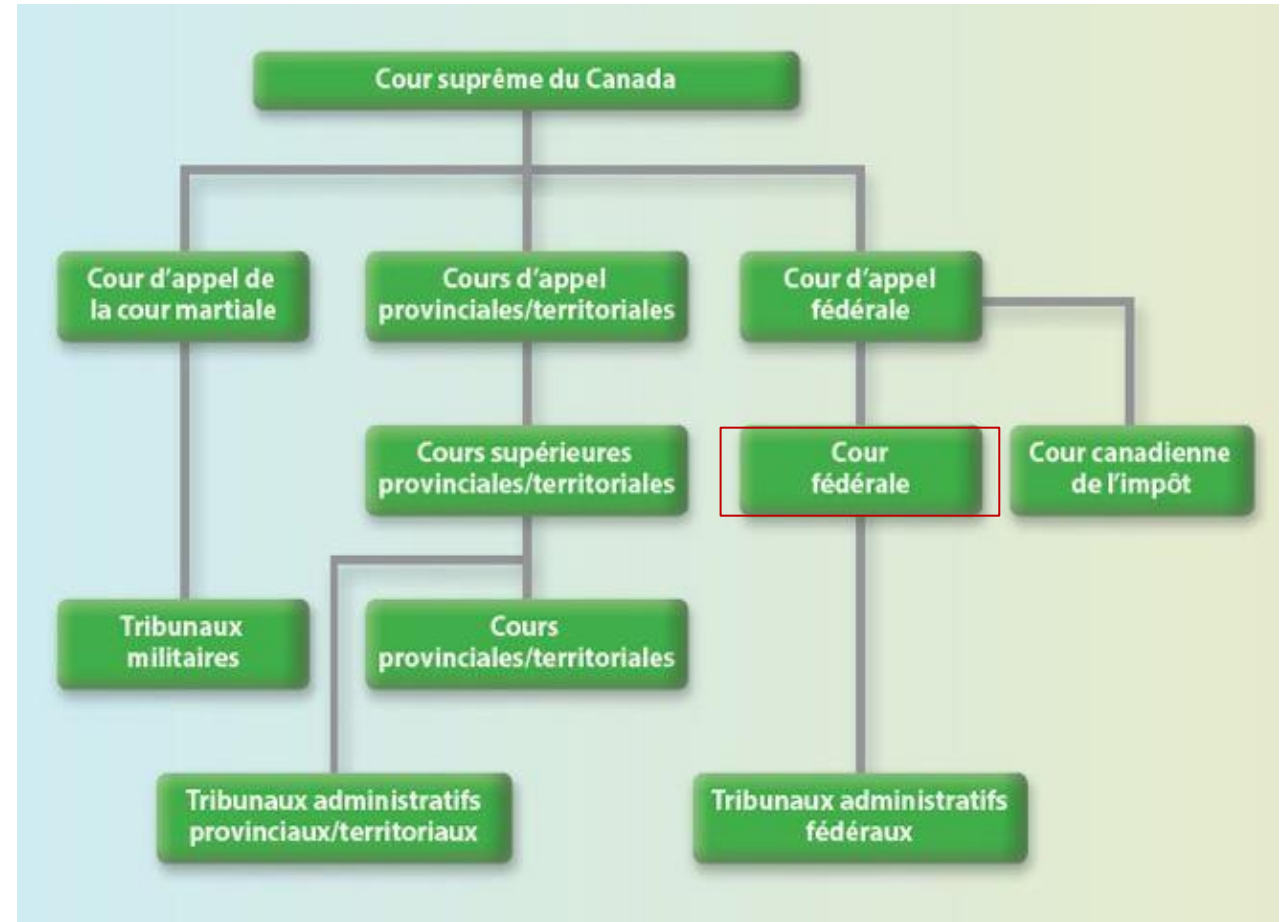 Cour suprême du Canada
Cour d'appel de
la cour martiale
Cours d'appel
provinciales/territoriales
Cour d'appel
fédérale
Cours supérieures
provinciales/territoriales
Cour
fédérale
Cour canadienne
de l'impôt
Tribunaux
militaires
Cours
provinciales/territoriales
Tribunaux administratifs
provinciaux/territoriaux
Tribunaux administratifs
fédéraux